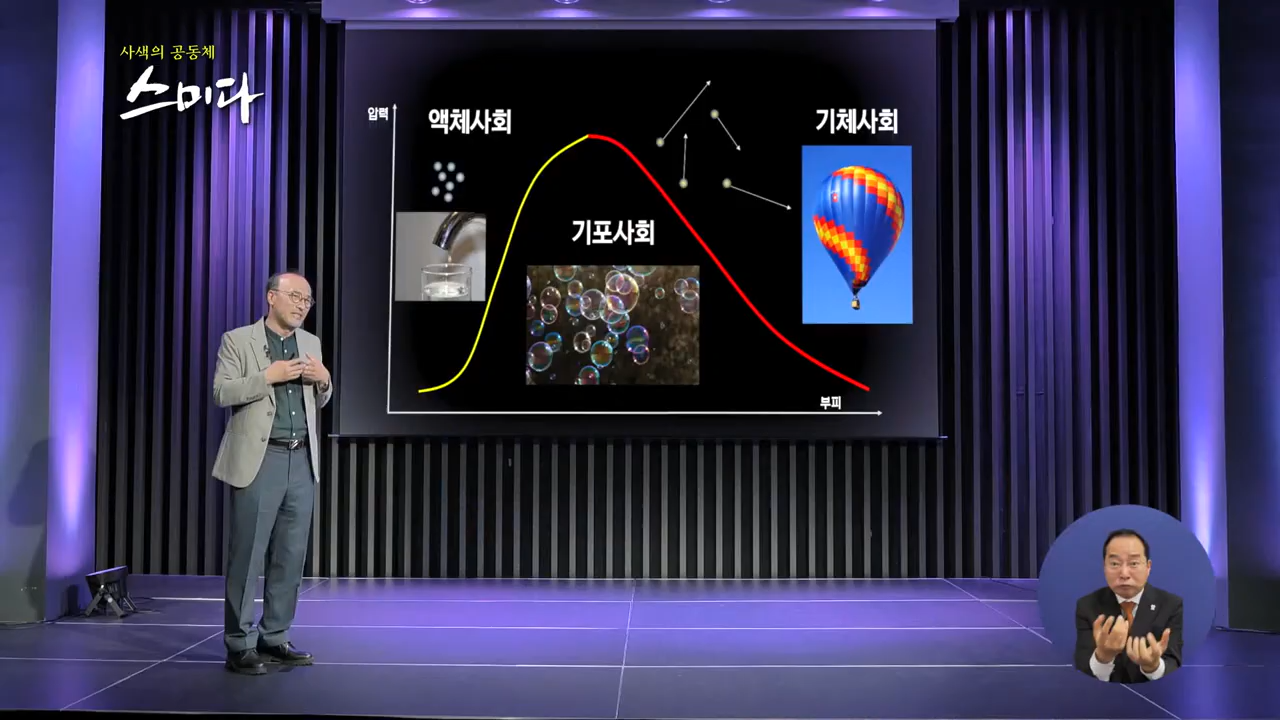 사색의 공동체
스미다
압력
액체사회
기체사회
기포사회
부피